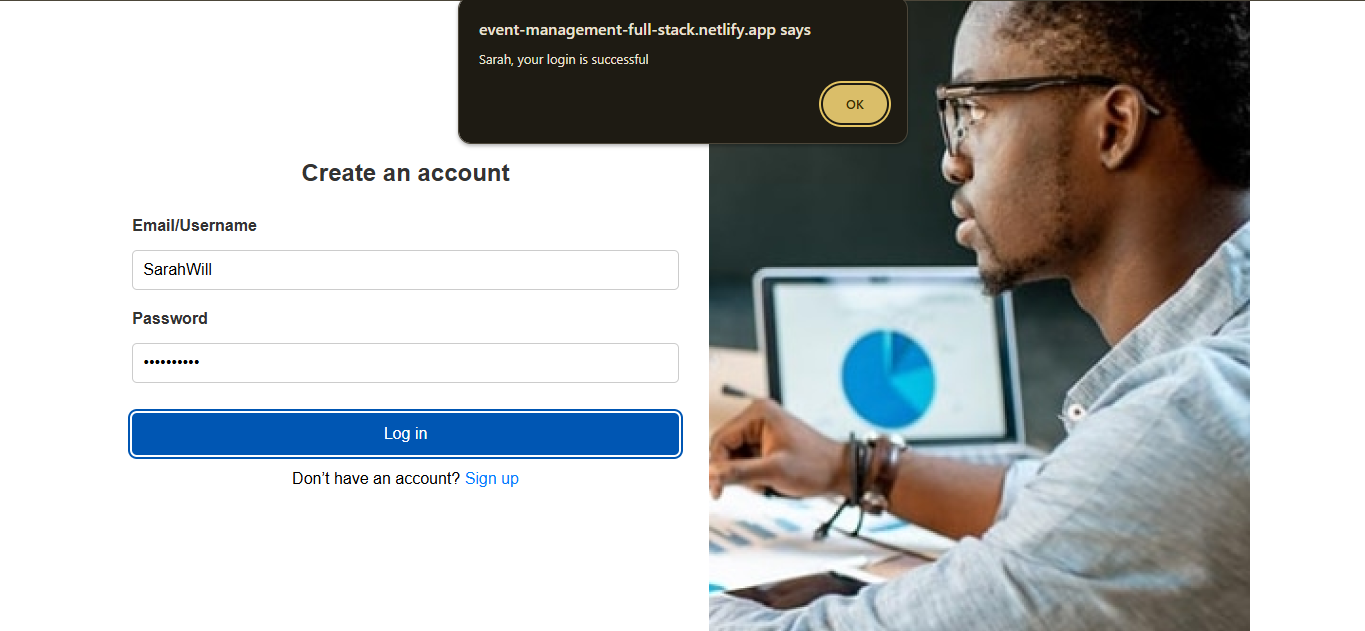 event-management-full-stack.netlify.app says
Sarah, your login is successful
OK
Create an account
Email/Username
SarahWill
Password
••••••••••
Log in
Don’t have an account? Sign up